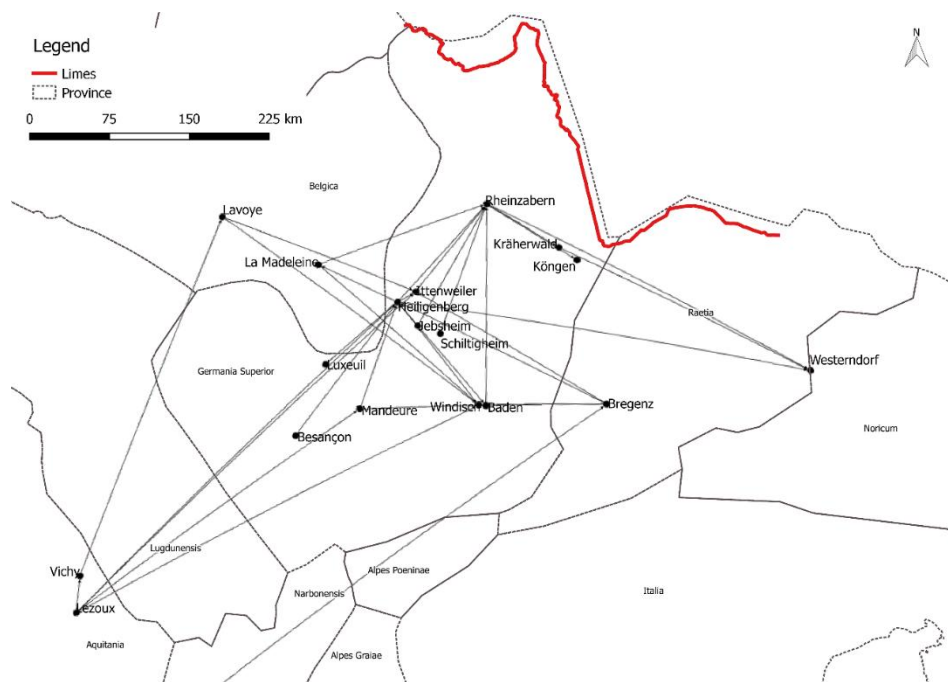 N
Legend
Limes
Province
0 75 150 225 km
Belgica
Lavoye
Rheinzabern
La Madeleine
Kräherwald
Köngen
Ittenweiler
Heiligenberg
Raetia
Jebsheim
Schiltigheim
Luxeuil
Westerndorf
Germania Superior
Mandeure
Windisch
Baden
Bregenz
Noricum
Besançon
Lugdunensis
Vichy
Alpes Poeninae
Narbonensis
Italia
Lezoux
Aquitania
Alpes Graiae